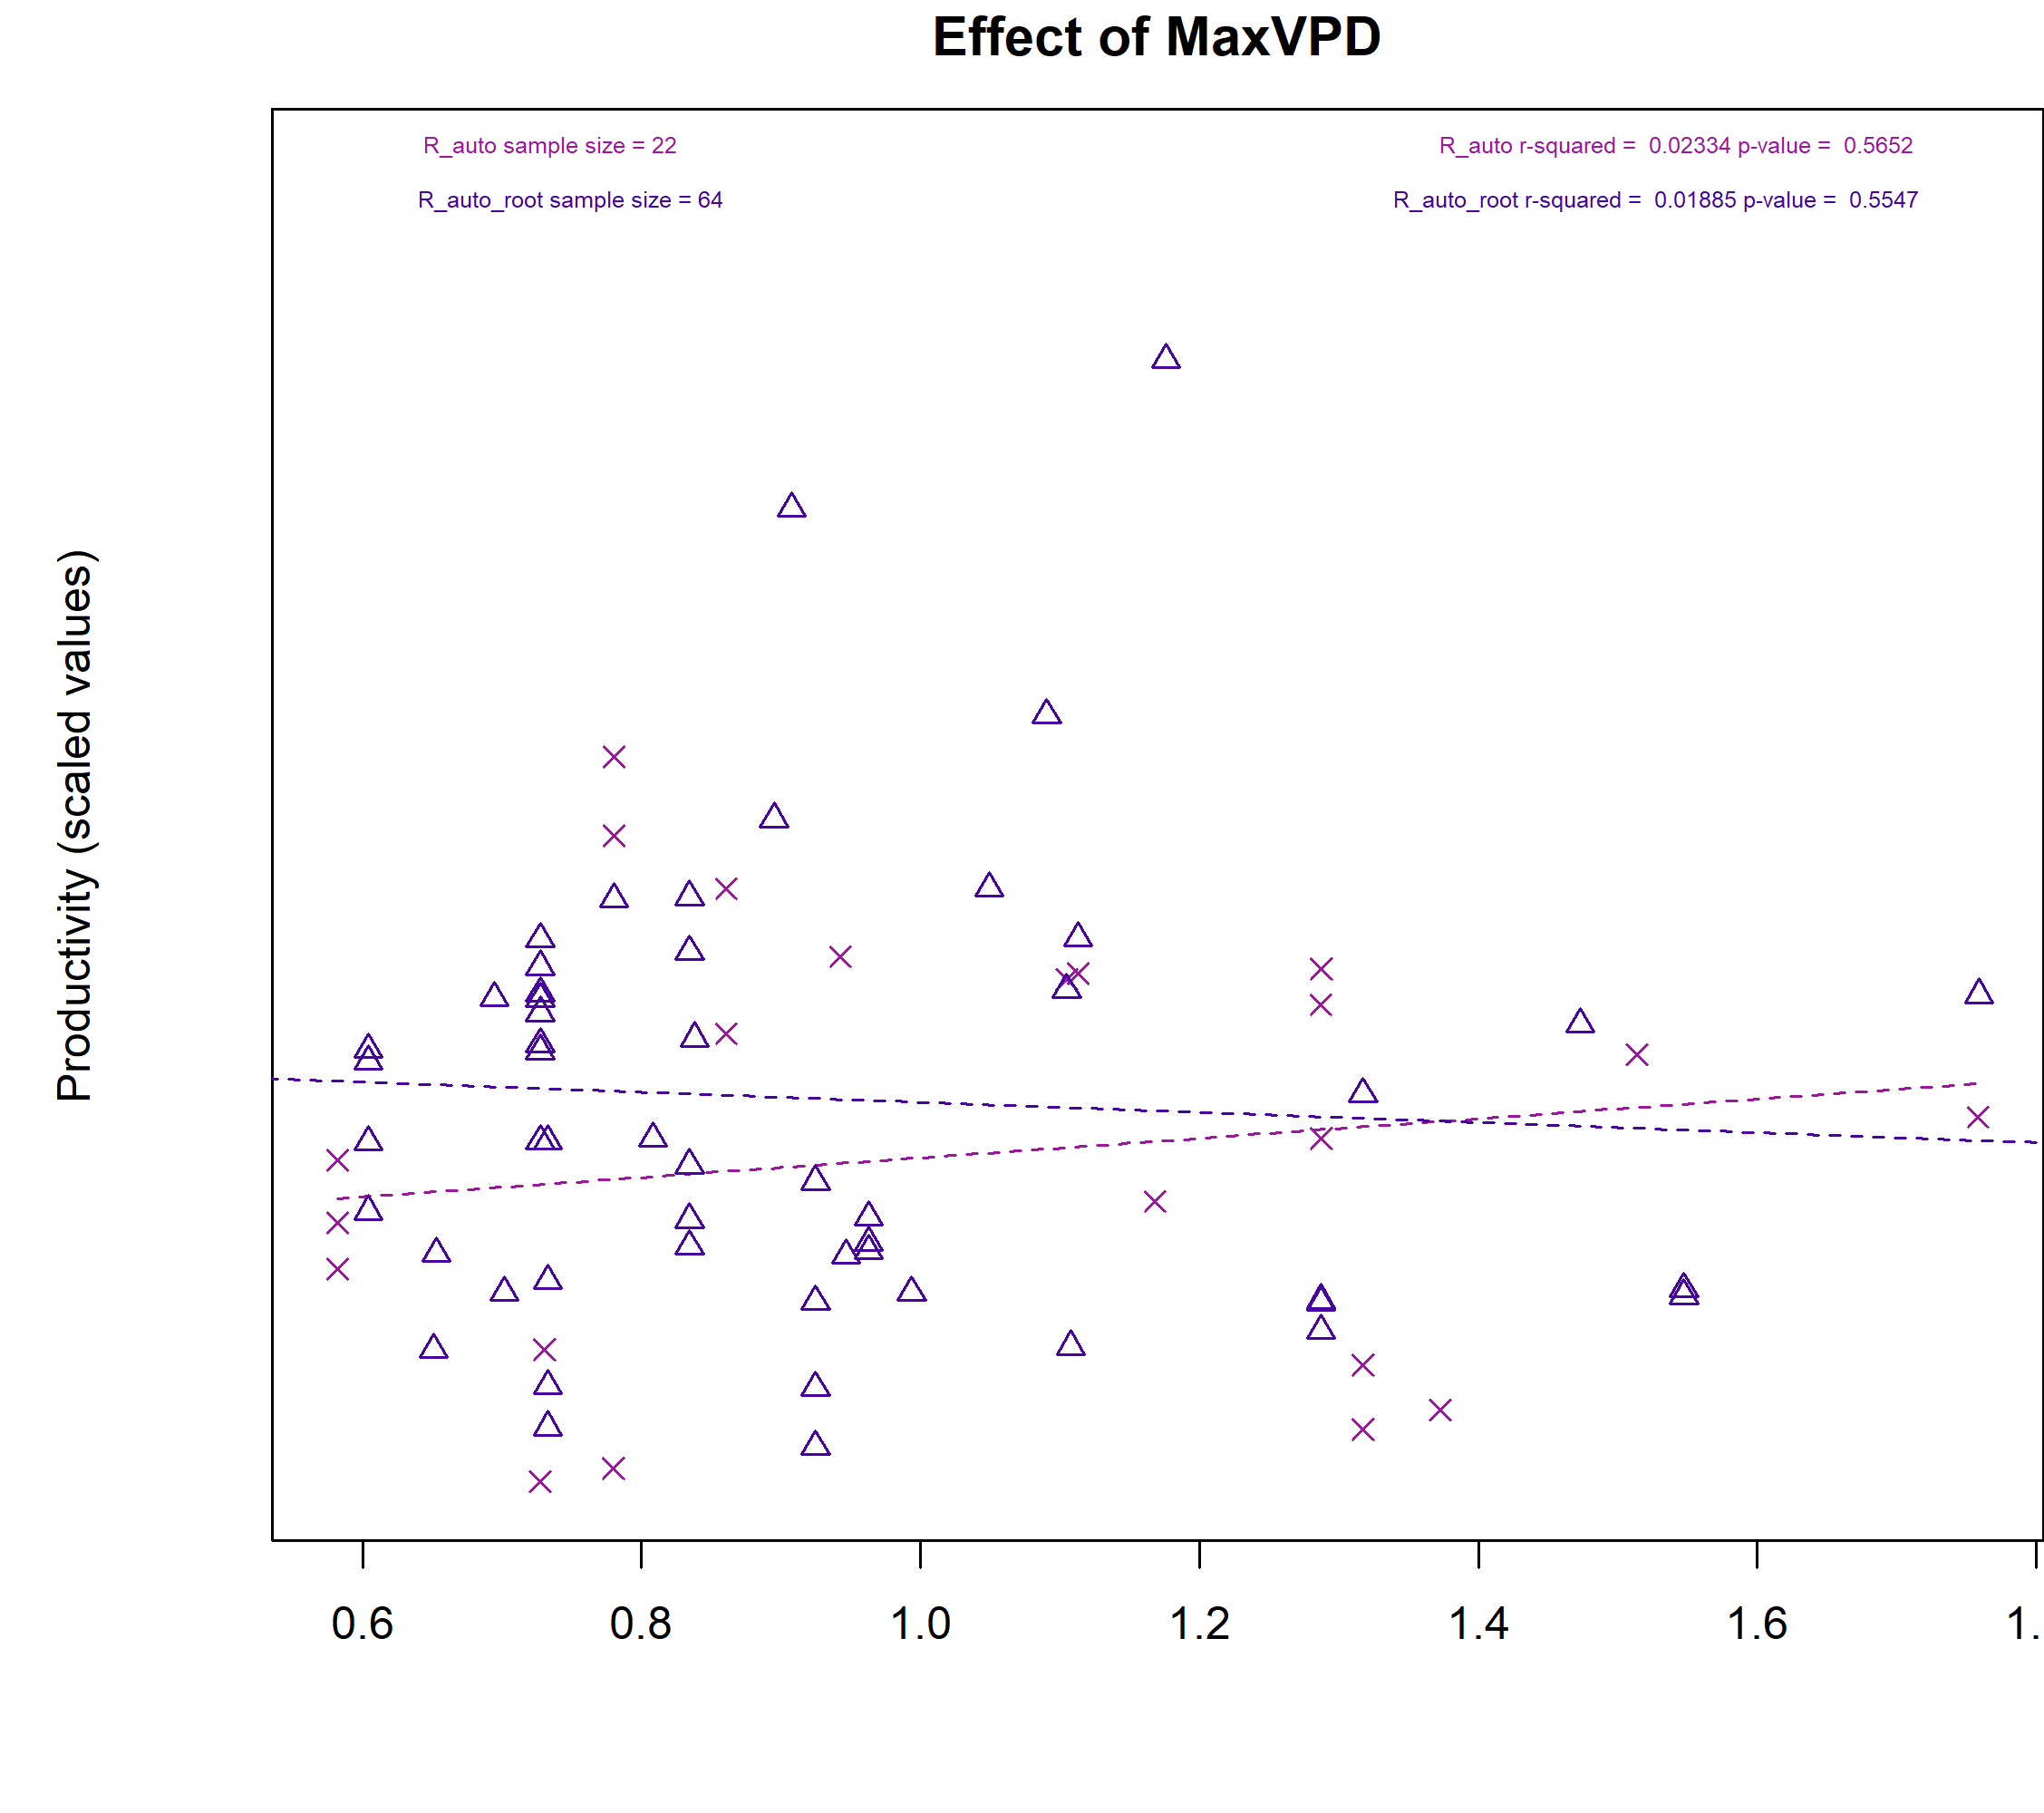 Effect of MaxVPD
R_auto sample size = 22
R_auto r-squared =  0.02334 p-value =  0.5652
R_auto_root sample size = 64
R_auto_root r-squared =  0.01885 p-value =  0.5547
Productivity (scaled values)
0.6 0.8 1.0 1.2 1.4 1.6 1.